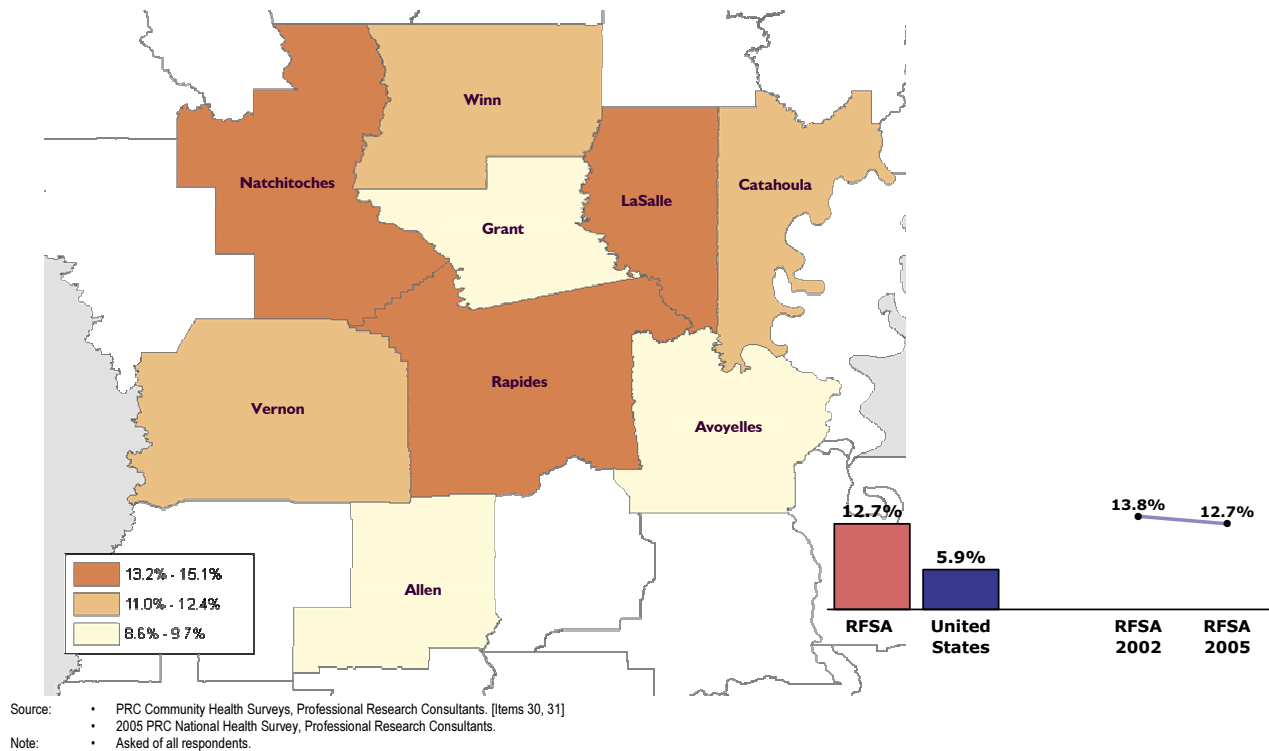 Winn
Natchitoches
LaSalle
Catahoula
Grant
Rapides
Vernon
Avoyelles
Allen
13.2% - 15.1%
11.0% - 12.4%
8.6% - 9.7%
12.7%
5.9%
RFSA
United
States
13.8%
12.7%
RFSA
2002
RFSA
2005
Source: • PRC Community Health Surveys, Professional Research Consultants. [Items 30, 31]
• 2005 PRC National Health Survey, Professional Research Consultants.
Note: • Asked of all respondents.